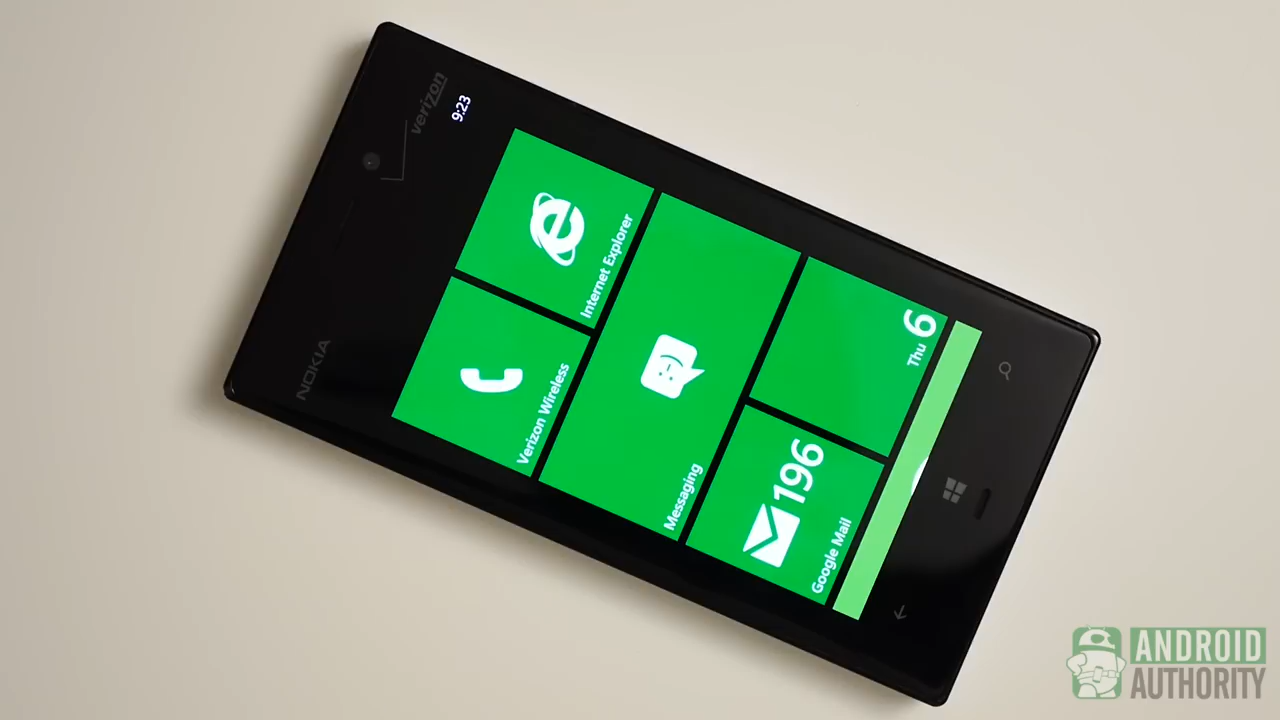 NOKIA
verizon
9:23
Verizon Wireless
Internet Explorer
Messaging
196
Google Mail
Thu 6
ANDROID
AUTHORITY